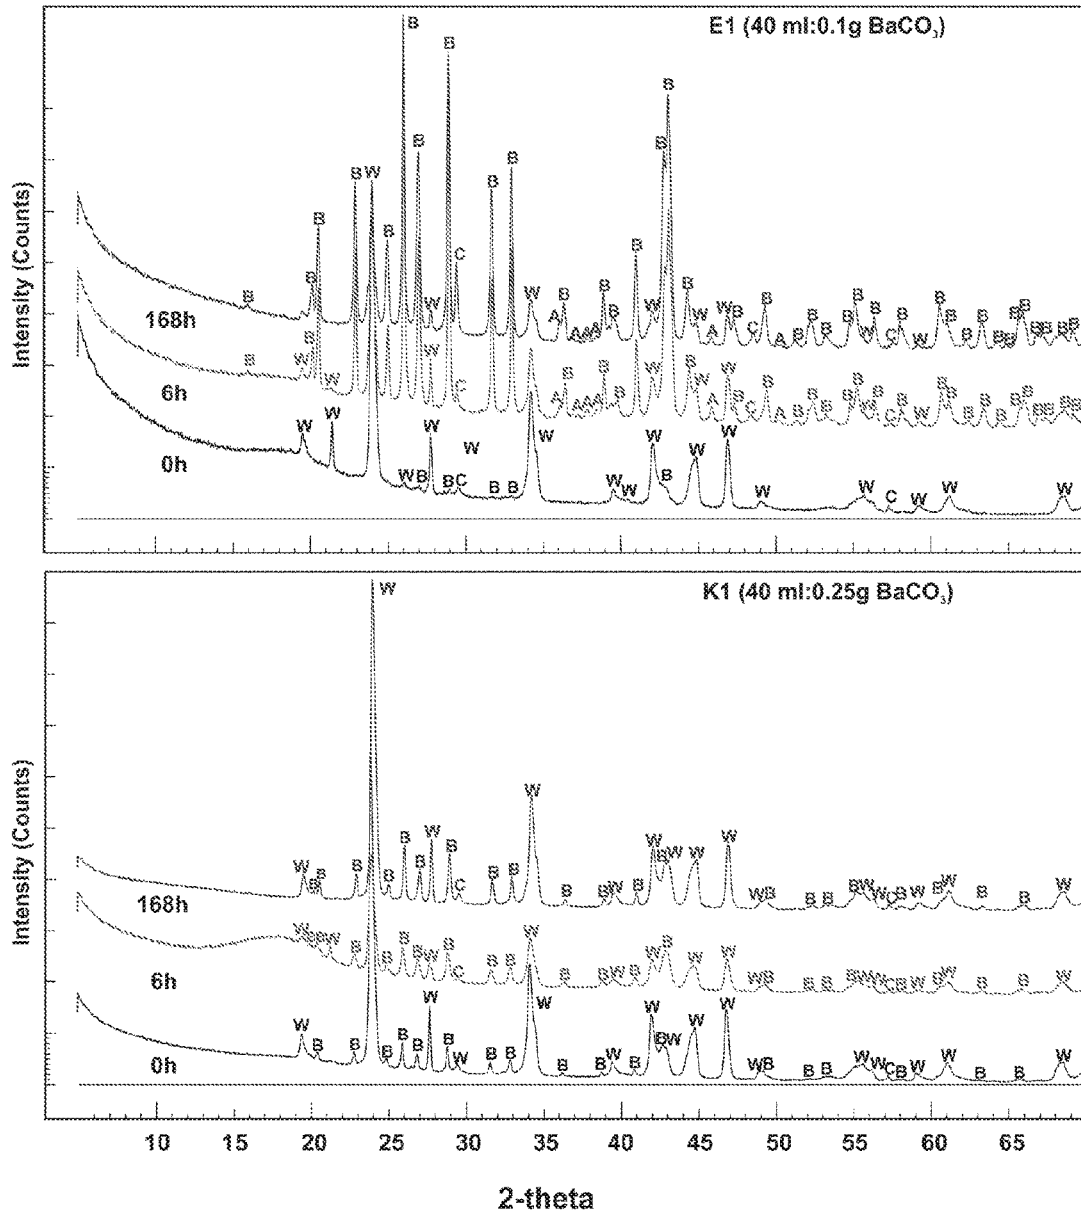 E1 (40 ml:0.1g BaCO3)
Intensity (Counts)
B
B
B
B B W B B B B B C B B B B
168h
B B W W A B A A A B B W B W A W B C B A B B B B W B B C B W B B B B B B B B B B B
6h
B W B W W C A B A A A B B W B W A W B C B A B B B B W B C B W B B B B B B B B B B
0h
W W W B W B C W B B W W W W B W W W C W W W
K1 (40 ml:0.25g BaCO3)
Intensity (Counts)
W
168h
W B B B B B B W B C B B W B B W B W B W W W W B B B B W W C B W B W B B W
6h
W B B W B B B B W B C B B W B B W B W B W W W B B B B W W C B W B W B B W
0h
W B B B B B W B W B B W B B W B W B W W W W B B B W W C B W W B B W
10 15 20 25 30 35 40 45 50 55 60 65
2-theta